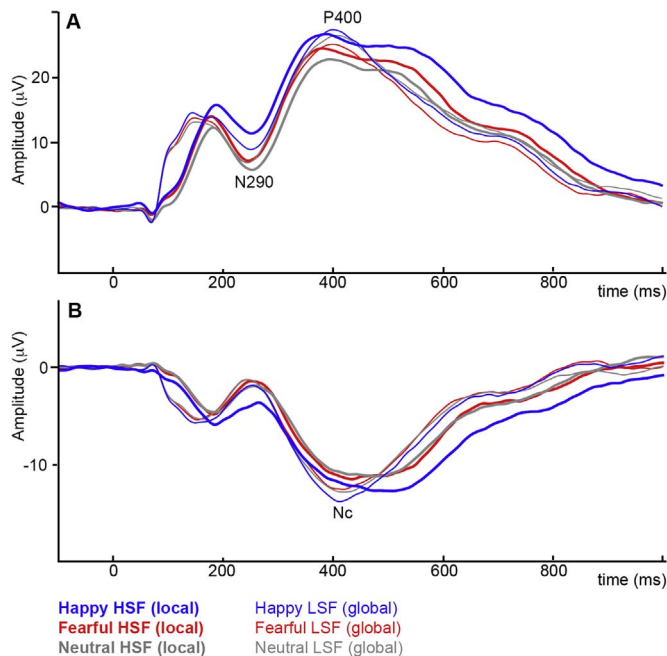 A
P400
20
10
0
N290
Amplitude (µV)
0 200 400 600 800
time (ms)
B
0
-10
Nc
Amplitude (µV)
0 200 400 600 800
time (ms)
Happy HSF (local) Happy LSF (global)
Fearful HSF (local) Fearful LSF (global)
Neutral HSF (local) Neutral LSF (global)